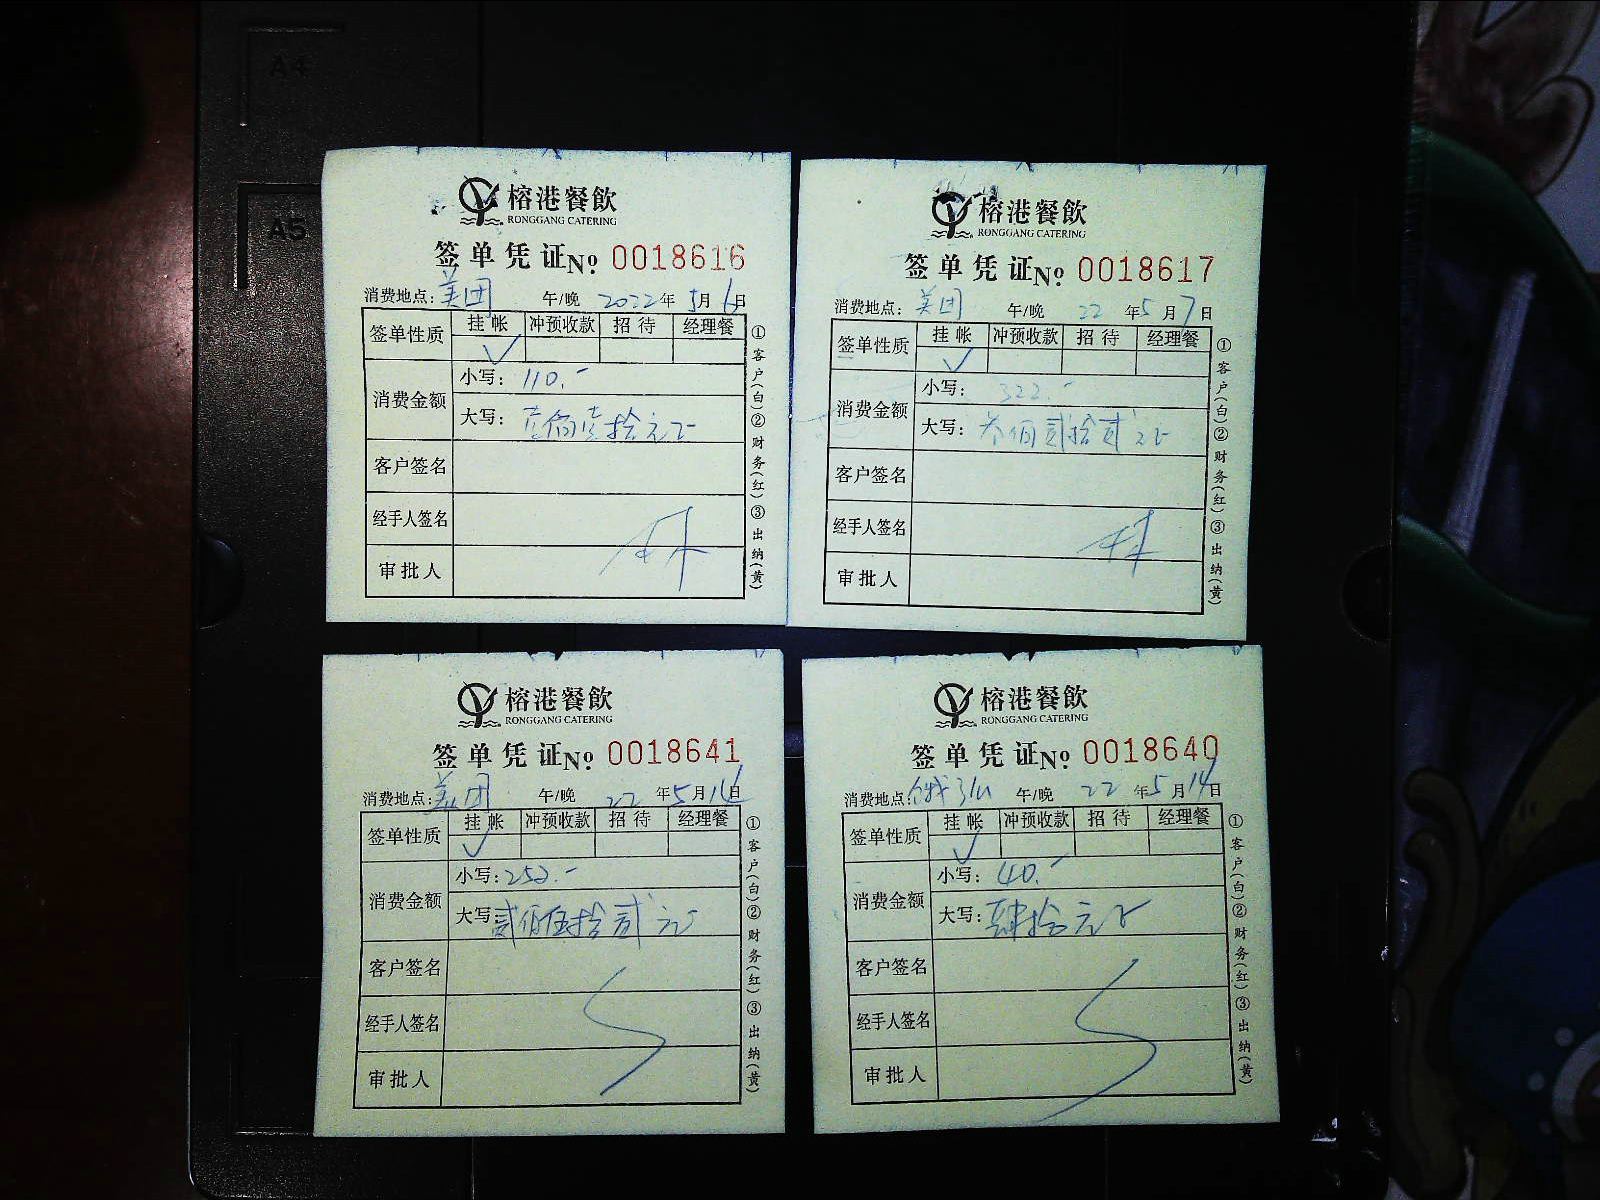 A4
A5
榕港餐飲
RONGGANG CATERING
签单凭证No 0018616
消费地点：美团 午/晚 2022年5月6日
签单性质 挂帐 冲预收款 招待 经理餐
✓
消费金额 小写：110.-
大写：壹佰壹拾元正
客户签名
经手人签名
审批人
①客户(白)②财务(红)③出纳(黄)
榕港餐飲
RONGGANG CATERING
签单凭证No 0018617
消费地点：美团 午/晚 22年5月7日
签单性质 挂帐 冲预收款 招待 经理餐
✓
消费金额 小写：322.-
大写：叁佰贰拾贰元正
客户签名
经手人签名
审批人
①客户(白)②财务(红)③出纳(黄)
榕港餐飲
RONGGANG CATERING
签单凭证No 0018641
消费地点：美团 午/晚 22年5月14日
签单性质 挂帐 冲预收款 招待 经理餐
✓
消费金额 小写：252.-
大写：贰佰伍拾贰元正
客户签名
经手人签名
审批人
①客户(白)②财务(红)③出纳(黄)
榕港餐飲
RONGGANG CATERING
签单凭证No 0018640
消费地点： 午/晚 22年5月14日
签单性质 挂帐 冲预收款 招待 经理餐
✓
消费金额 小写：40.-
大写：肆拾元正
客户签名
经手人签名
审批人
①客户(白)②财务(红)③出纳(黄)